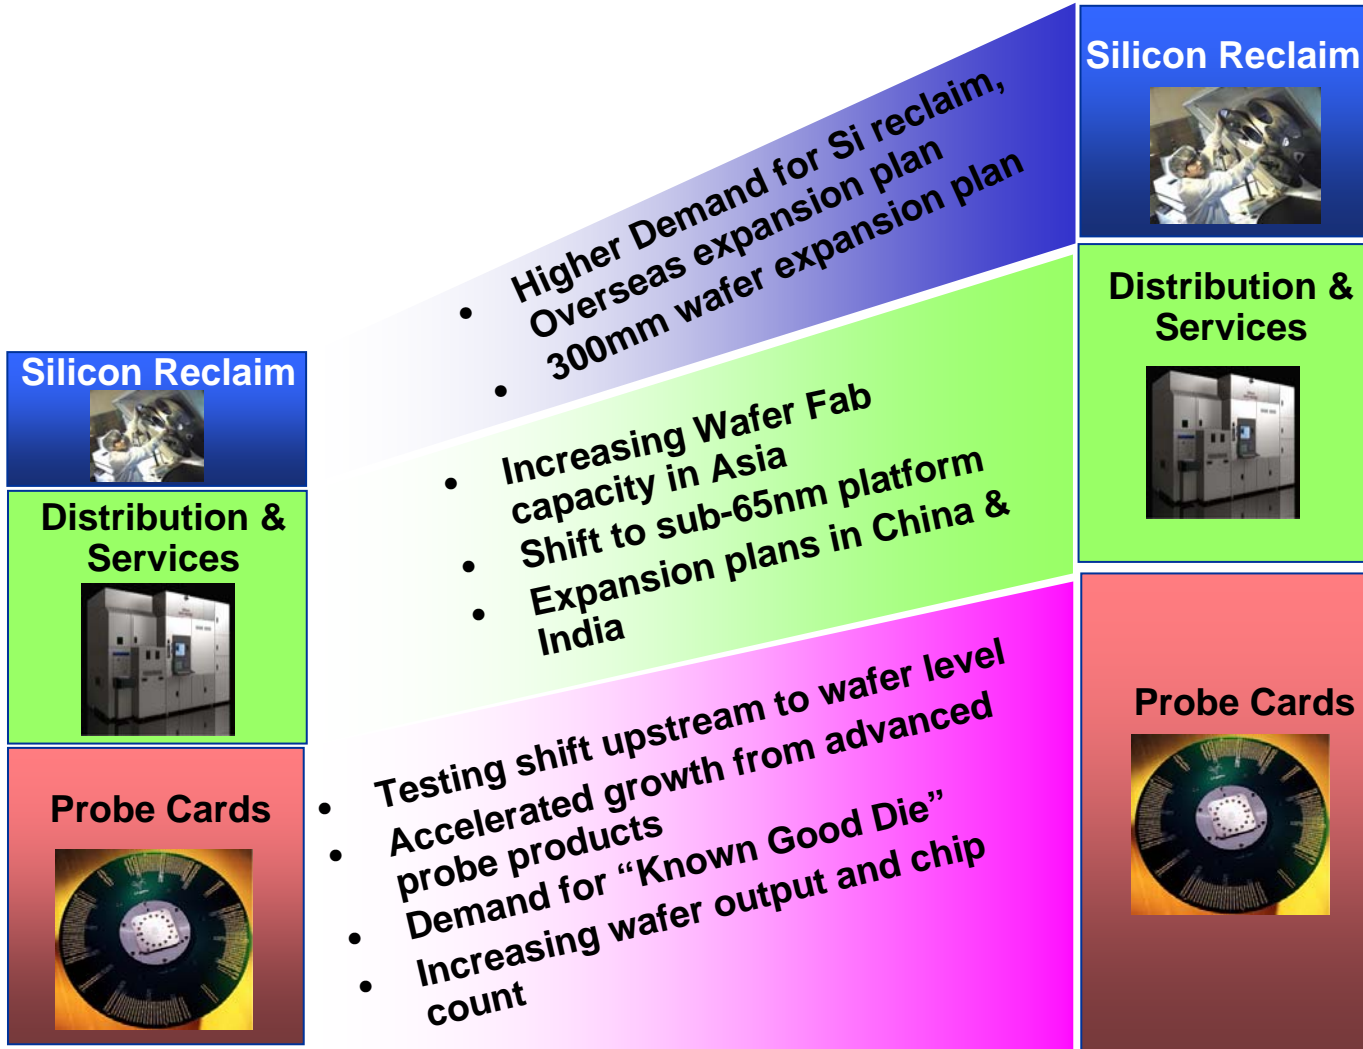 Silicon Reclaim
Distribution &
Services
Probe Cards
• Higher Demand for Si reclaim,
Overseas expansion plan
• 300mm wafer expansion plan
• Increasing Wafer Fab
capacity in Asia
• Shift to sub-65nm platform
• Expansion plans in China &
India
• Testing shift upstream to wafer level
• Accelerated growth from advanced
probe products
• Demand for “Known Good Die”
• Increasing wafer output and chip
count
Silicon Reclaim
Distribution &
Services
Probe Cards